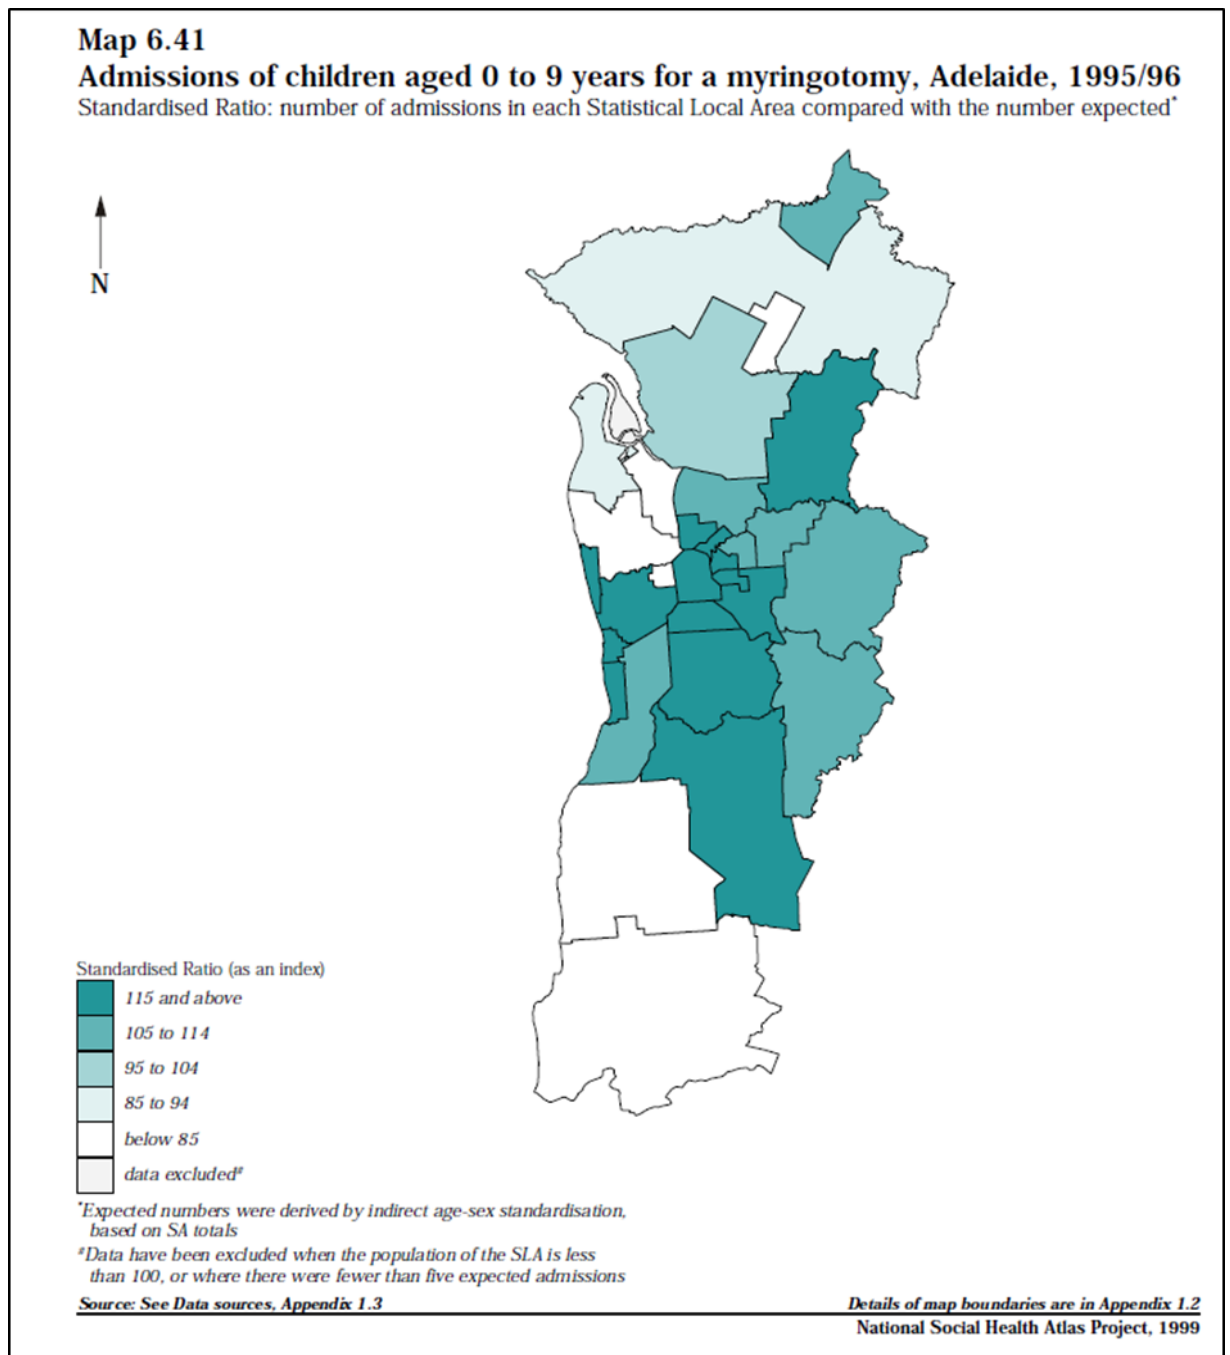 Map 6.41
Admissions of children aged 0 to 9 years for a myringotomy, Adelaide, 1995/96
Standardised Ratio: number of admissions in each Statistical Local Area compared with the number expected*
N
Standardised Ratio (as an index)
115 and above
105 to 114
95 to 104
85 to 94
below 85
data excluded#
*Expected numbers were derived by indirect age-sex standardisation,
based on SA totals
#Data have been excluded when the population of the SLA is less
than 100, or where there were fewer than five expected admissions
Source: See Data sources, Appendix 1.3
Details of map boundaries are in Appendix 1.2
National Social Health Atlas Project, 1999